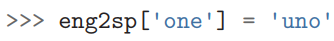 >>> eng2sp['one'] = 'uno'